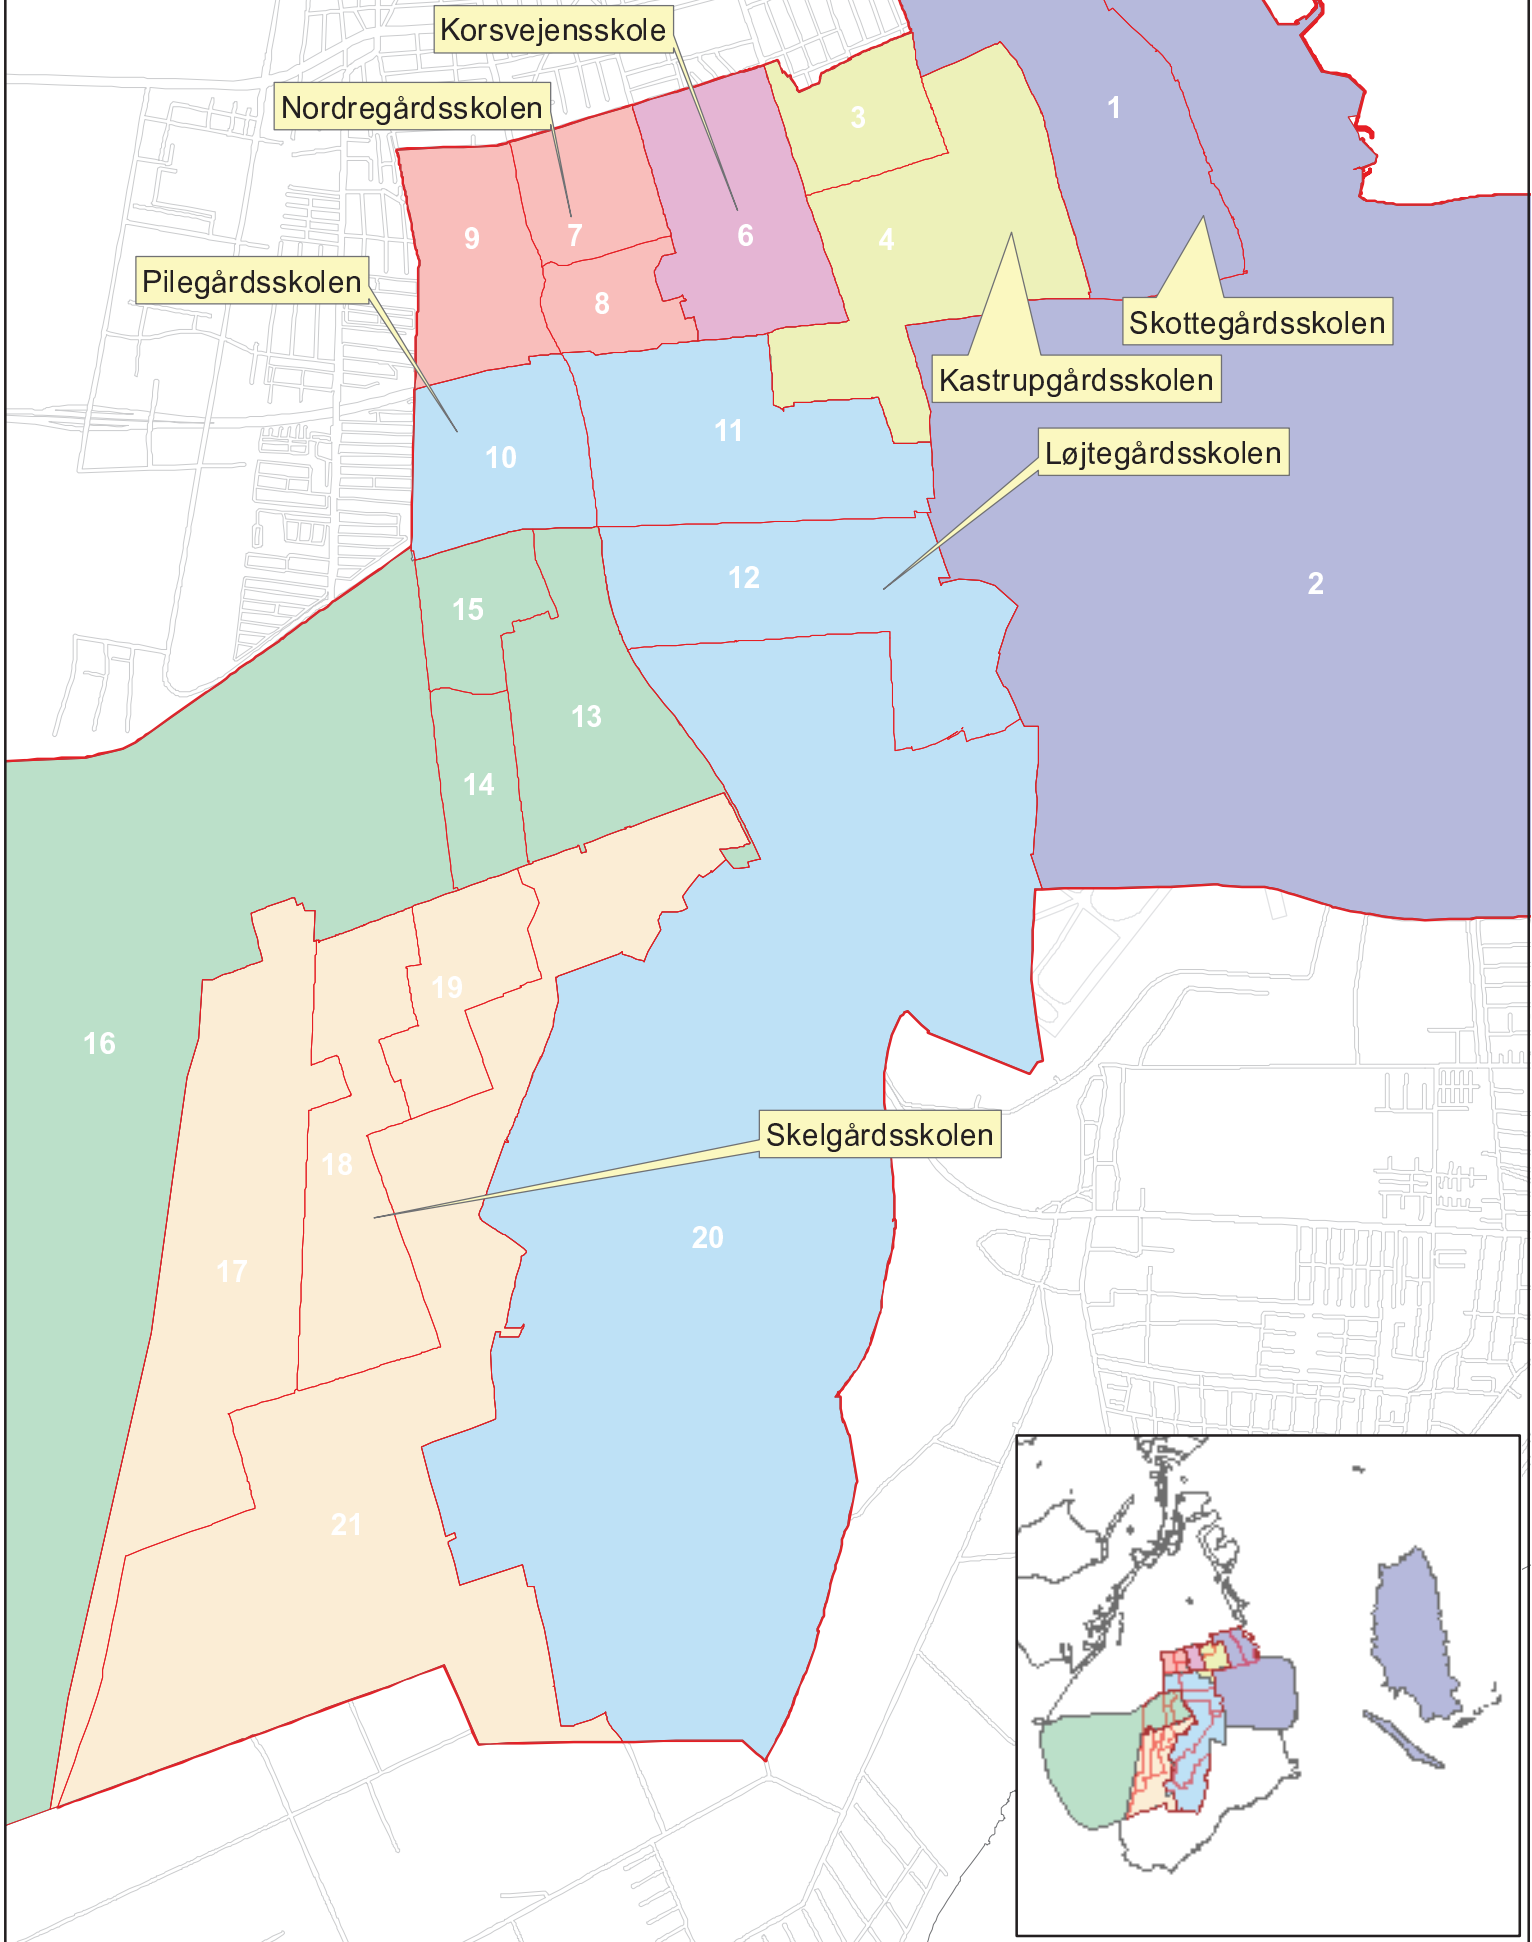 Korsvejensskole
Nordregårdsskolen
1
3
9
7
6
4
Pilegårdsskolen
8
Skottegårdsskolen
Kastrupgårdsskolen
11
10
Løjtegårdsskolen
12
2
15
13
14
19
16
Skelgårdsskolen
18
20
17
21